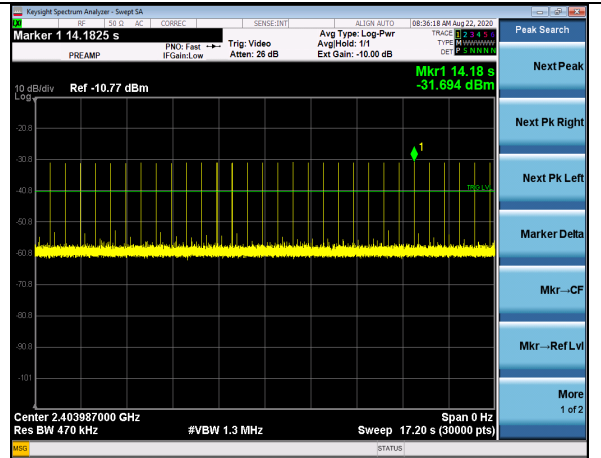 Keysight Spectrum Analyzer - Swept SA
RF 50 Ω AC CORREC SENSE:INT ALIGN AUTO 08:36:18 AM Aug 22, 2020
Marker 1 14.1825 s
PREAMP
PNO: Fast
IFGain:Low
Trig: Video
Atten: 26 dB
Avg Type: Log-Pwr
Avg|Hold: 1/1
Ext Gain: -10.00 dB
TRACE 1 2 3 4 5 6
TYPE M WWWWW
DET P S N N N N
Peak Search
Mkr1 14.18 s
-31.694 dBm
10 dB/div Ref -10.77 dBm
Log
1
-20.8
-30.8
-40.8
TRIG LVL
-50.8
-60.8
-70.8
-80.8
-90.8
-101
Center 2.403987000 GHz Span 0 Hz
Res BW 470 kHz #VBW 1.3 MHz Sweep 17.20 s (30000 pts)
MSG STATUS
Next Peak
Next Pk Right
Next Pk Left
Marker Delta
Mkr→CF
Mkr→Ref Lvl
More
1 of 2